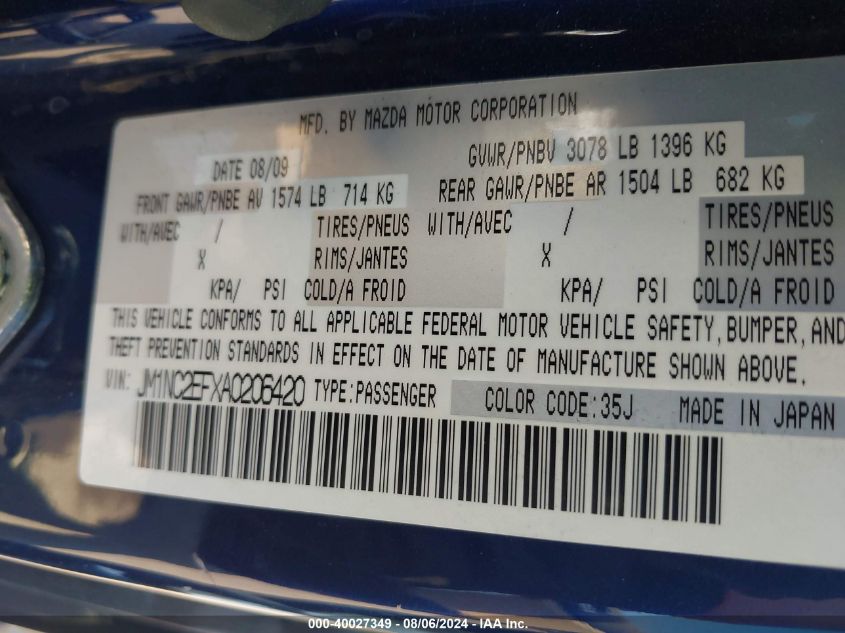 MFD. BY MAZDA MOTOR CORPORATION
DATE 08/09 GVWR/PNBV 3078 LB 1396 KG
FRONT GAWR/PNBE AV 1574 LB 714 KG REAR GAWR/PNBE AR 1504 LB 682 KG
WITH/AVEC / TIRES/PNEUS WITH/AVEC / TIRES/PNEUS
X RIMS/JANTES X RIMS/JANTES
KPA/ PSI COLD/A FROID KPA/ PSI COLD/A FROID
THIS VEHICLE CONFORMS TO ALL APPLICABLE FEDERAL MOTOR VEHICLE SAFETY, BUMPER, AND
THEFT PREVENTION STANDARDS IN EFFECT ON THE DATE OF MANUFACTURE SHOWN ABOVE.
VIN: JM1NC2EFXA0206420 TYPE:PASSENGER COLOR CODE:35J MADE IN JAPAN
000-40027349 - 08/06/2024 - IAA Inc.